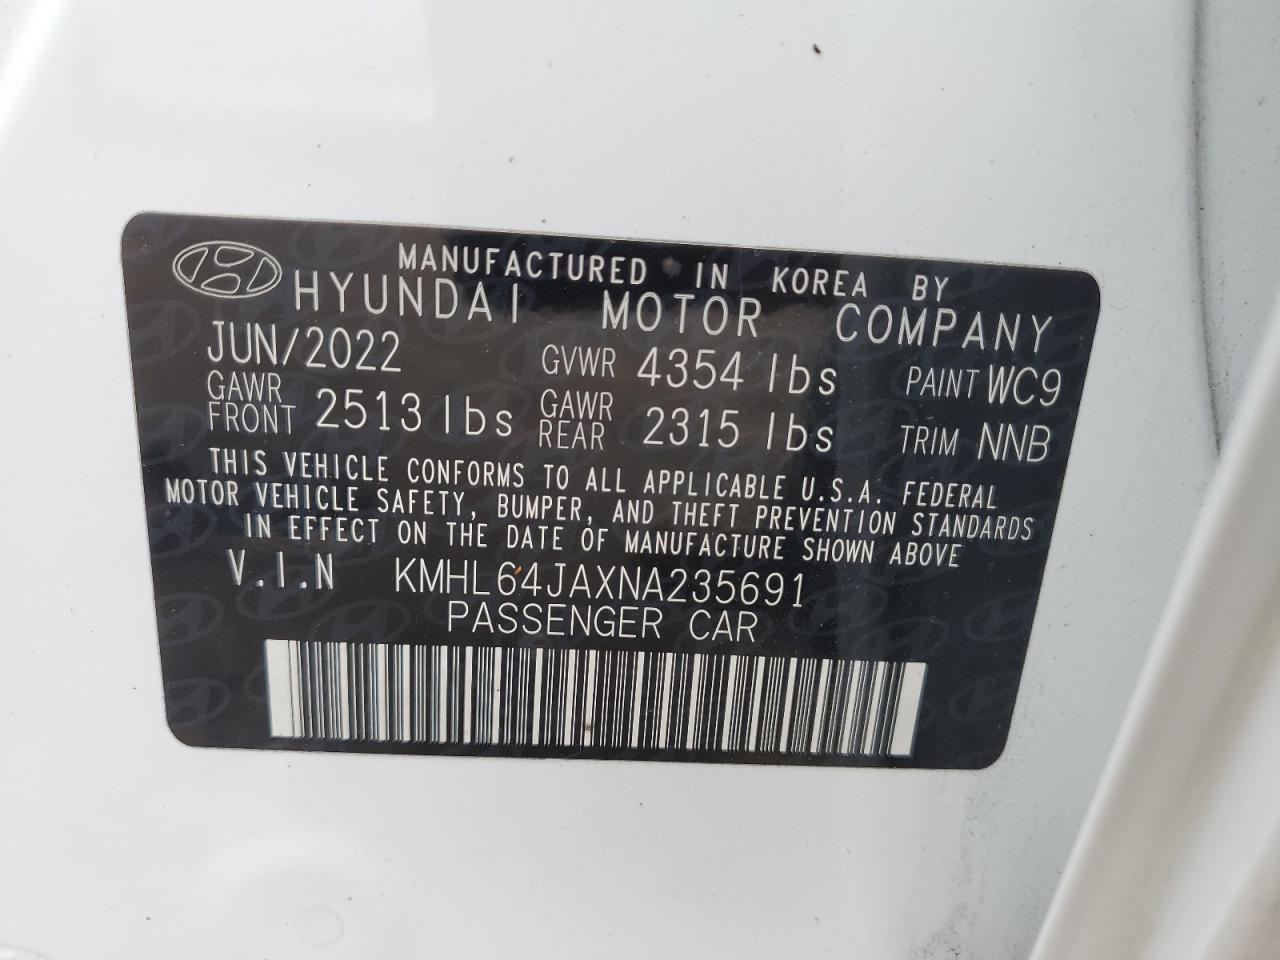 MANUFACTURED IN KOREA BY
HYUNDAI MOTOR COMPANY
JUN/2022 GVWR 4354 lbs PAINT WC9
GAWR FRONT 2513 lbs GAWR REAR 2315 lbs TRIM NNB
THIS VEHICLE CONFORMS TO ALL APPLICABLE U.S.A. FEDERAL
MOTOR VEHICLE SAFETY, BUMPER, AND THEFT PREVENTION STANDARDS
IN EFFECT ON THE DATE OF MANUFACTURE SHOWN ABOVE
V.I.N KMHL64JAXNA235691
PASSENGER CAR